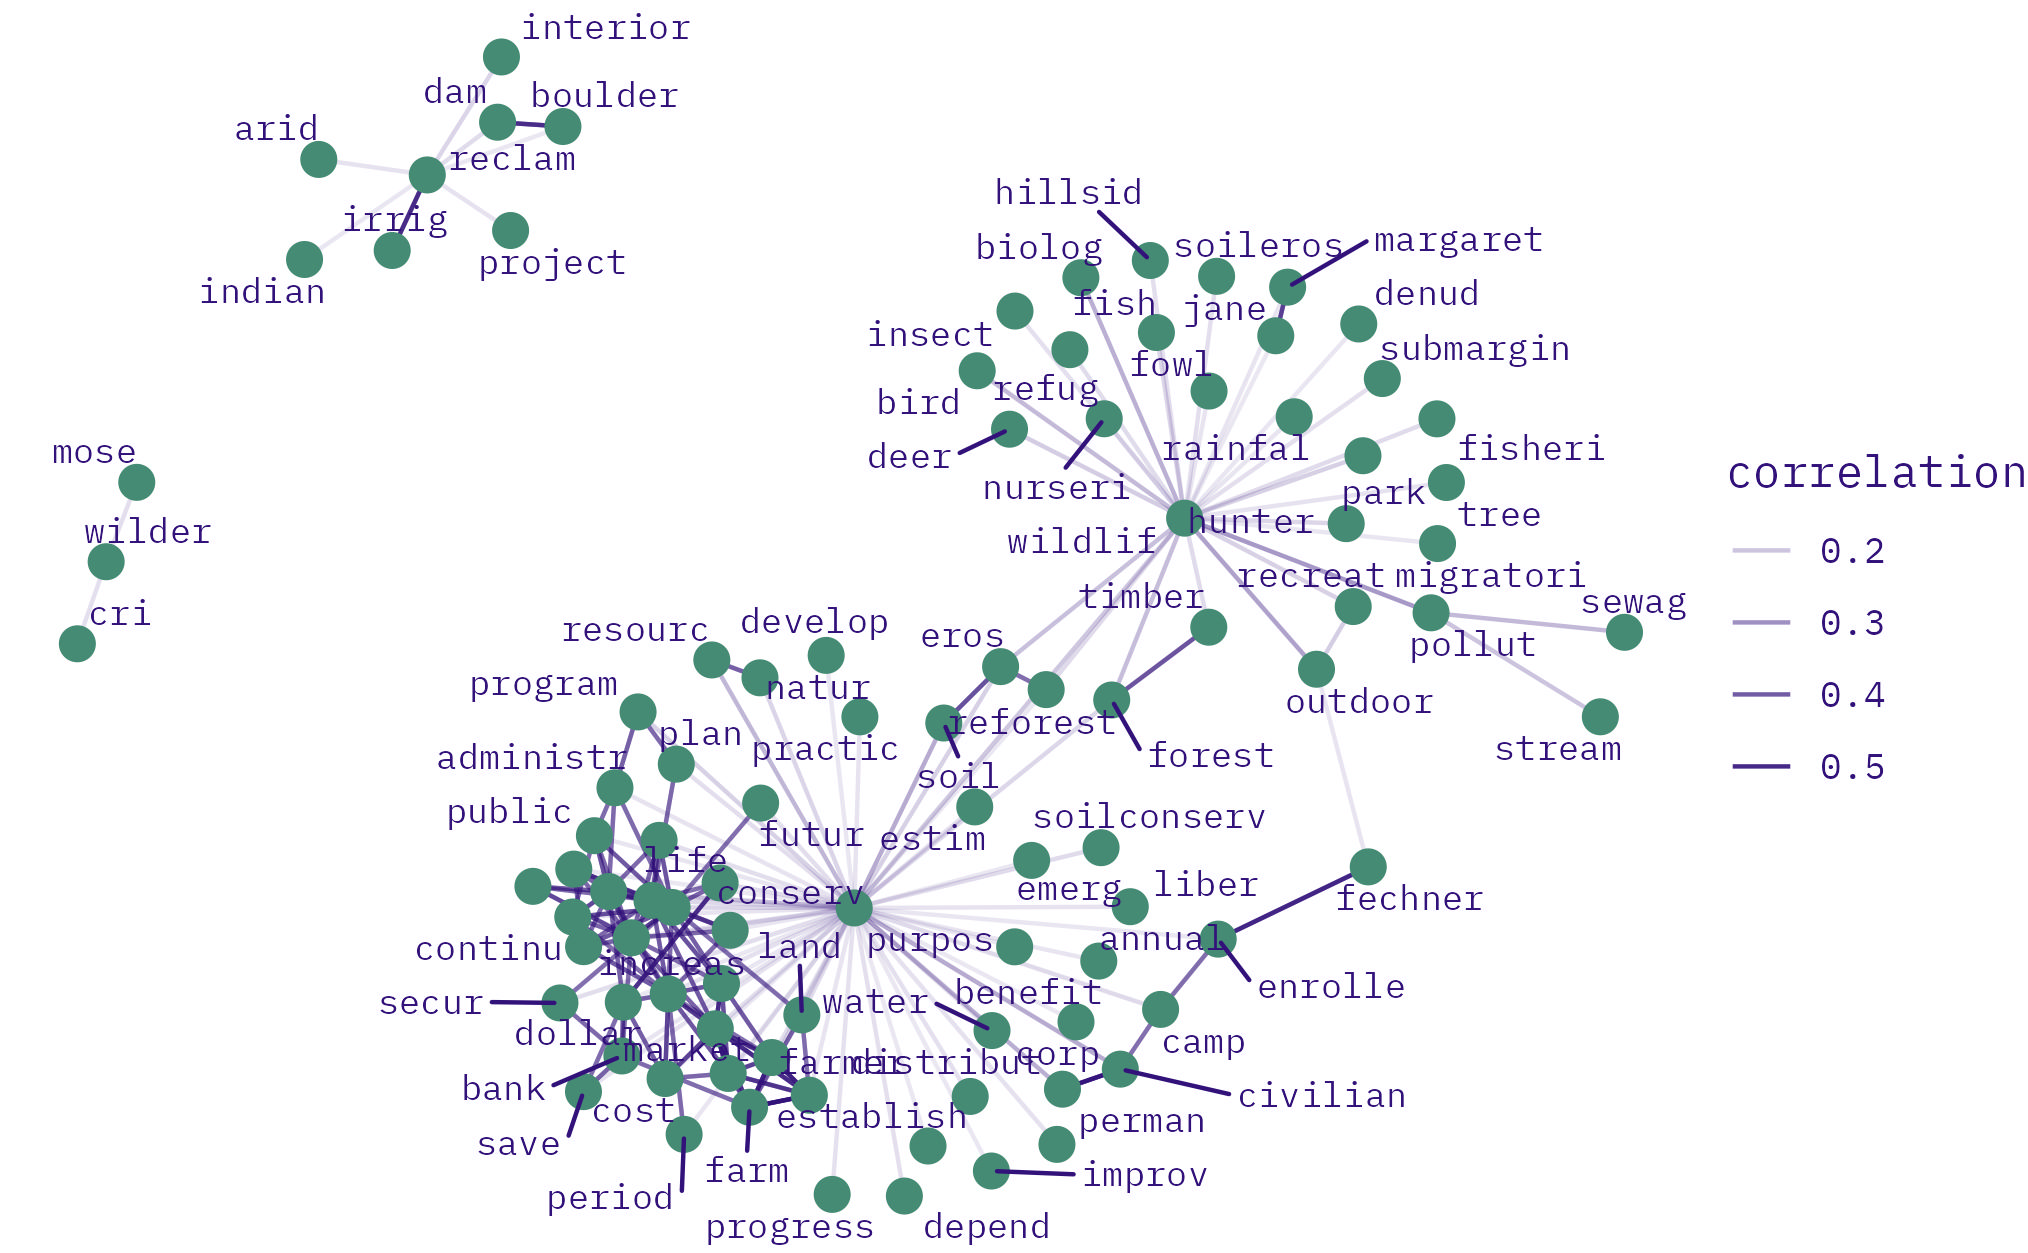 interior
dam
boulder
arid
reclam
irrig
indian
project
hillsid
biolog
soileros
margaret
fish
jane
denud
insect
submargin
fowl
refug
bird
deer
rainfal
fisheri
nurseri
park
hunter
tree
wildlif
recreat
migratori
timber
sewag
pollut
outdoor
stream
mose
wilder
cri
correlation
0.2
0.3
0.4
0.5
resourc
develop
eros
program
natur
plan
practic
reforest
administr
soil
forest
public
futur
estim
soilconserv
life
conserv
emerg
liber
fechner
continu
land
purpos
annual
increas
secur
water
benefit
enrolle
dollar
market
farmer
distribut
corp
camp
bank
cost
establish
civilian
save
perman
farm
improv
period
progress
depend